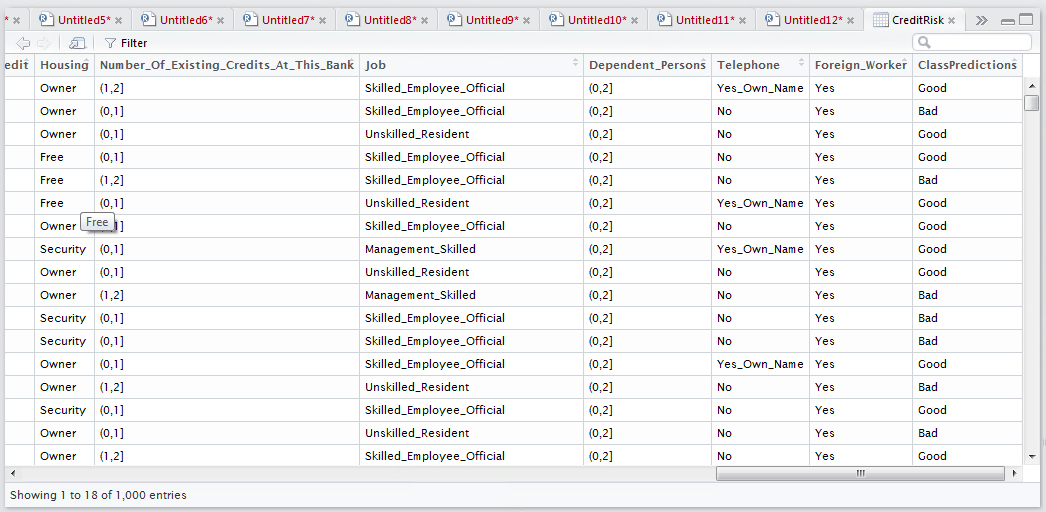 * × Untitled5* × Untitled6* × Untitled7* × Untitled8* × Untitled9* × Untitled10* × Untitled11* × Untitled12* × CreditRisk ×
Filter
edit Housing Number_Of_Existing_Credits_At_This_Bank Job Dependent_Persons Telephone Foreign_Worker ClassPredictions
Owner (1,2] Skilled_Employee_Official (0,2] Yes_Own_Name Yes Good
Owner (0,1] Skilled_Employee_Official (0,2] No Yes Bad
Owner (0,1] Unskilled_Resident (0,2] No Yes Good
Free (0,1] Skilled_Employee_Official (0,2] No Yes Good
Free (1,2] Skilled_Employee_Official (0,2] No Yes Bad
Free (0,1] Unskilled_Resident (0,2] Yes_Own_Name Yes Good
Free
Owner 1] Skilled_Employee_Official (0,2] No Yes Good
Security (0,1] Management_Skilled (0,2] Yes_Own_Name Yes Good
Owner (0,1] Unskilled_Resident (0,2] No Yes Good
Owner (1,2] Management_Skilled (0,2] No Yes Bad
Security (0,1] Skilled_Employee_Official (0,2] No Yes Bad
Security (0,1] Skilled_Employee_Official (0,2] No Yes Bad
Owner (0,1] Skilled_Employee_Official (0,2] Yes_Own_Name Yes Good
Owner (1,2] Unskilled_Resident (0,2] No Yes Bad
Security (0,1] Skilled_Employee_Official (0,2] No Yes Good
Owner (0,1] Unskilled_Resident (0,2] No Yes Bad
Owner (1,2] Skilled_Employee_Official (0,2] No Yes Good
Showing 1 to 18 of 1,000 entries